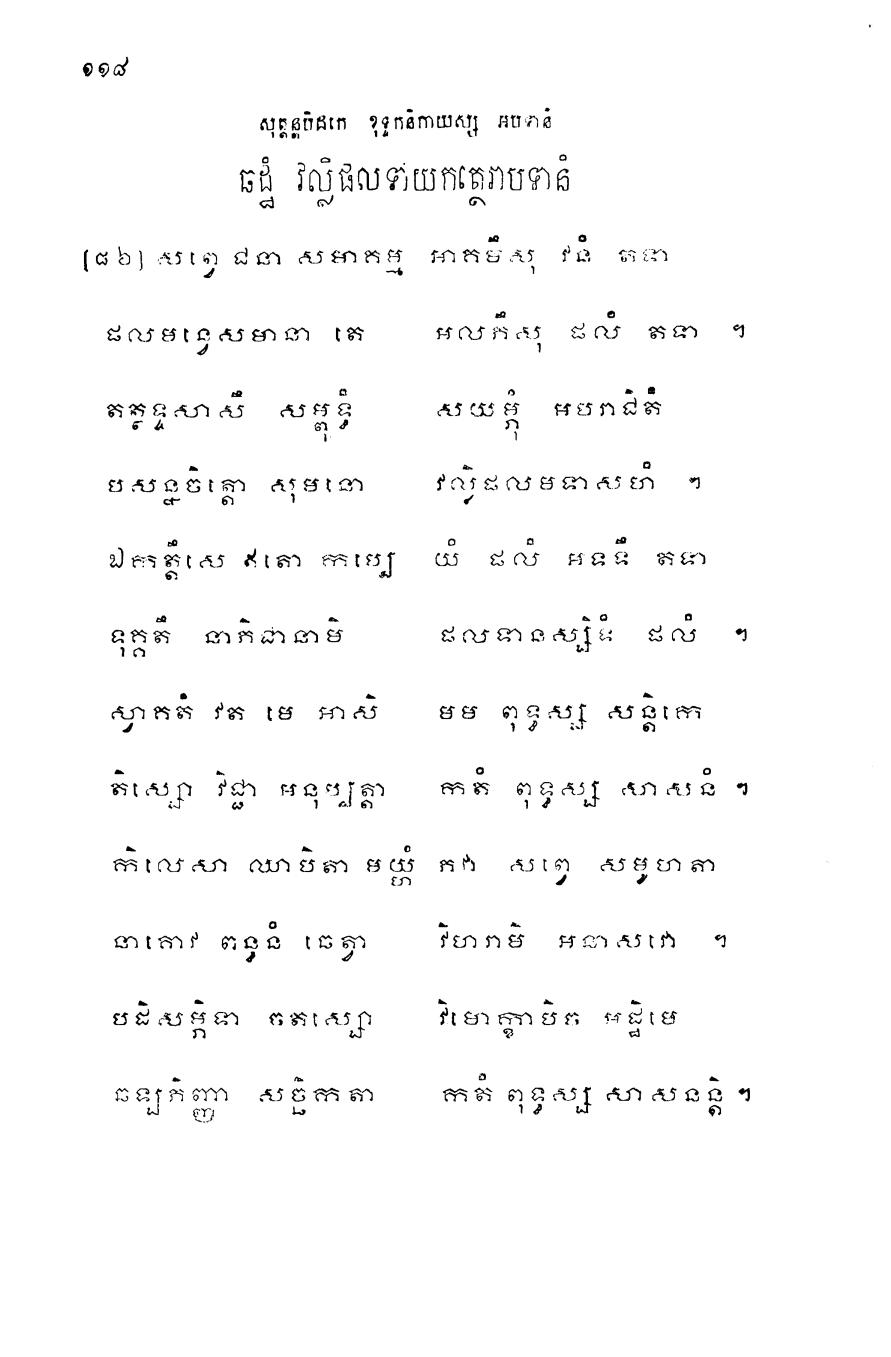 ១១៨
សុត្តន្តបិដកេ ខុទ្ទកនិកាយស្ស អបទានំ
ឆដ្ឋំ វល្លិផលទាយកត្ថេរាបទានំ
[៨៦] សព្វេ ជនា សមាគម្ម អាគមឹសុ វនំ តទា
ផលមន្វេសមានា តេ អលភឹសុ ផលំ តទា ។
តត្ថទ្ទសាសឹ សម្ពុទ្ធំ សយម្ភុំ អបរាជិតំ
បសន្នចិត្តោ សុមនោ វល្លិផលមទាសហំ ។
ឯកត្តឹសេ ឥតោ កប្បេ យំ ផលំ អទទឹ តទា
ទុគ្គតឹ នាភិជានាមិ ផលទានស្សិទំ ផលំ ។
ស្វាគតំ វត មេ អាសិ មម ពុទ្ធស្ស សន្តិកេ
តិស្សោ វិជ្ជា អនុប្បត្តា កតំ ពុទ្ធស្ស សាសនំ ។
កិលេសា ឈាបិតា មយ្ហំ ភវា សព្វេ សមូហតា
នាគោវ ពន្ធនំ ឆេត្វា វិហរាមិ អនាសវោ ។
បដិសម្ភិទា ចតស្សោ វិមោក្ខាបិច អដ្ឋិមេ
ឆឡភិញ្ញា សច្ឆិកតា កតំ ពុទ្ធស្ស សាសនន្តិ ។